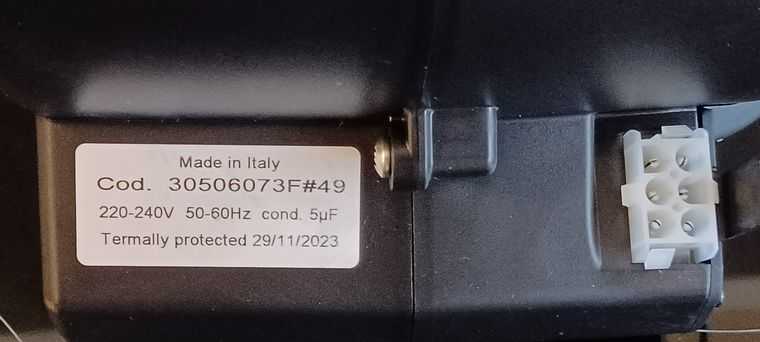 Made in Italy
Cod. 30506073F#49
220-240V 50-60Hz cond. 5µF
Termally protected 29/11/2023